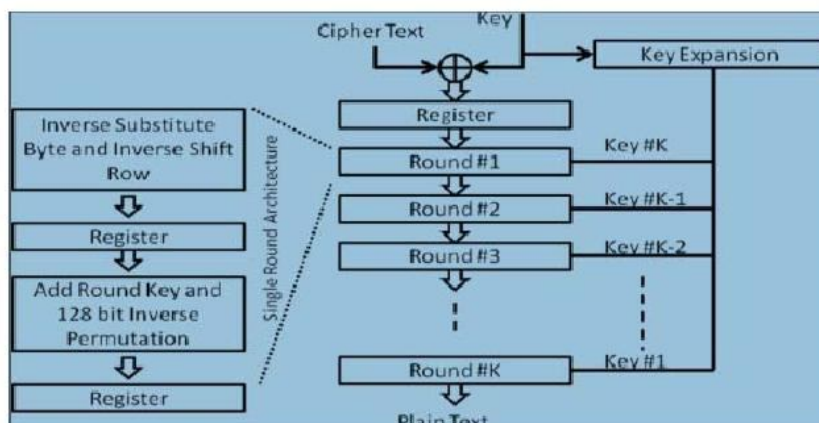 Key
Cipher Text
Key Expansion
Register
Inverse Substitute
Byte and Inverse Shift
Row
Register
Add Round Key and
128 bit Inverse
Permutation
Register
Single Round Architecture
Round #1
Key #K
Round #2
Key #K-1
Round #3
Key #K-2
Round #K
Key #1
Plain Text